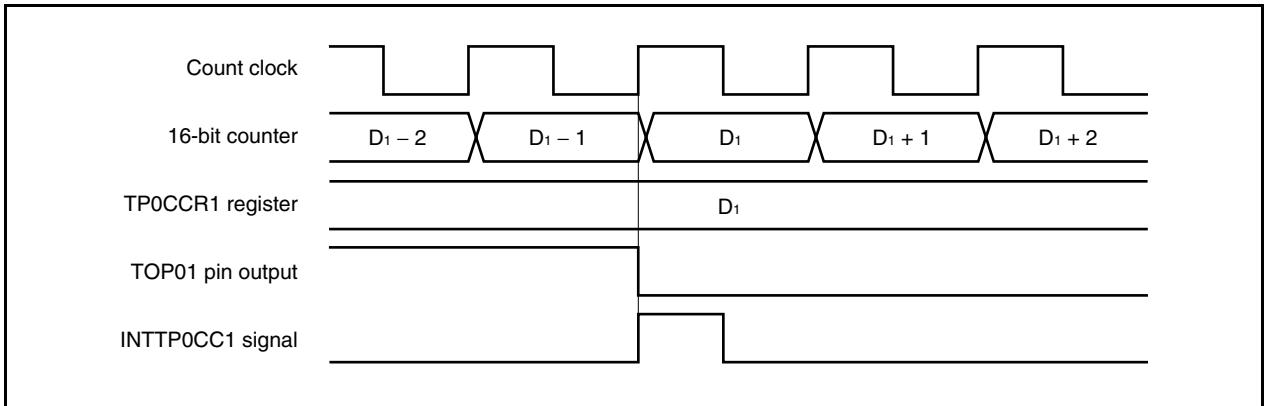 Count clock
16-bit counter
D₁ − 2 D₁ − 1 D₁ D₁ + 1 D₁ + 2
TP0CCR1 register
D₁
TOP01 pin output
INTTP0CC1 signal